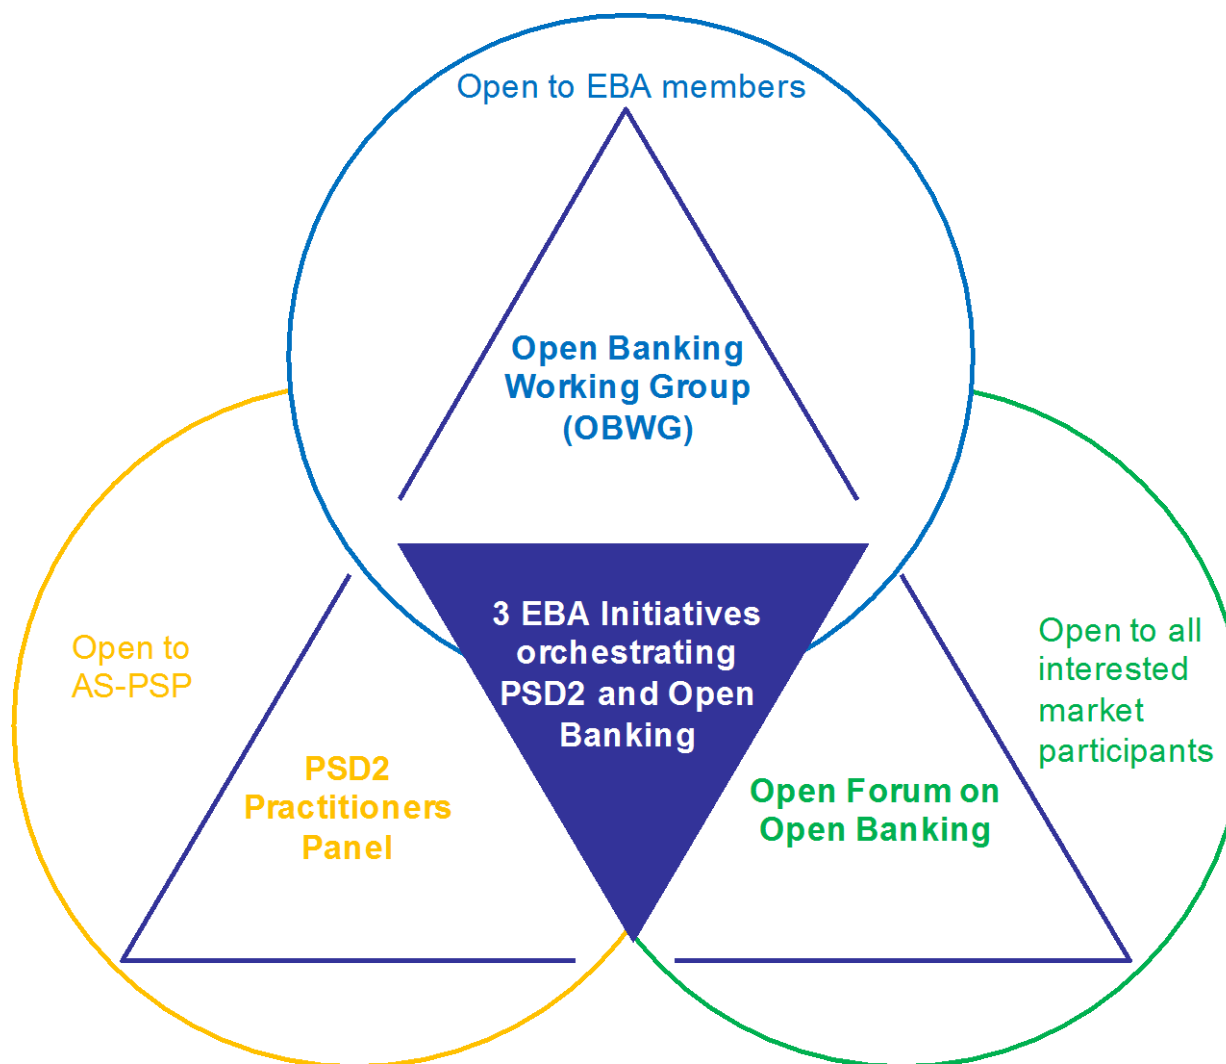 Open to EBA members
Open Banking
Working Group
(OBWG)
3 EBA Initiatives
orchestrating
PSD2 and Open
Banking
Open to
AS-PSP
PSD2
Practitioners
Panel
Open to all
interested
market
participants
Open Forum on
Open Banking